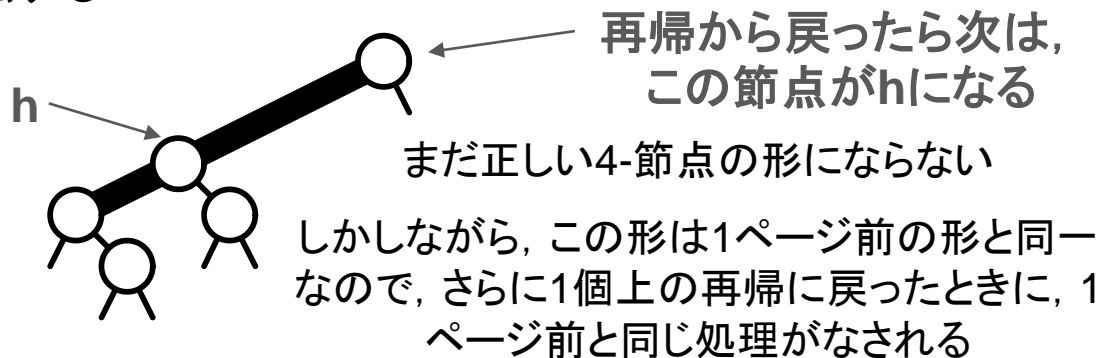 再帰から戻ったら次は,
この節点がhになる
h
まだ正しい4-節点の形にならない
しかしながら, この形は1ページ前の形と同一
なので, さらに1個上の再帰に戻ったときに, 1
ページ前と同じ処理がなされる